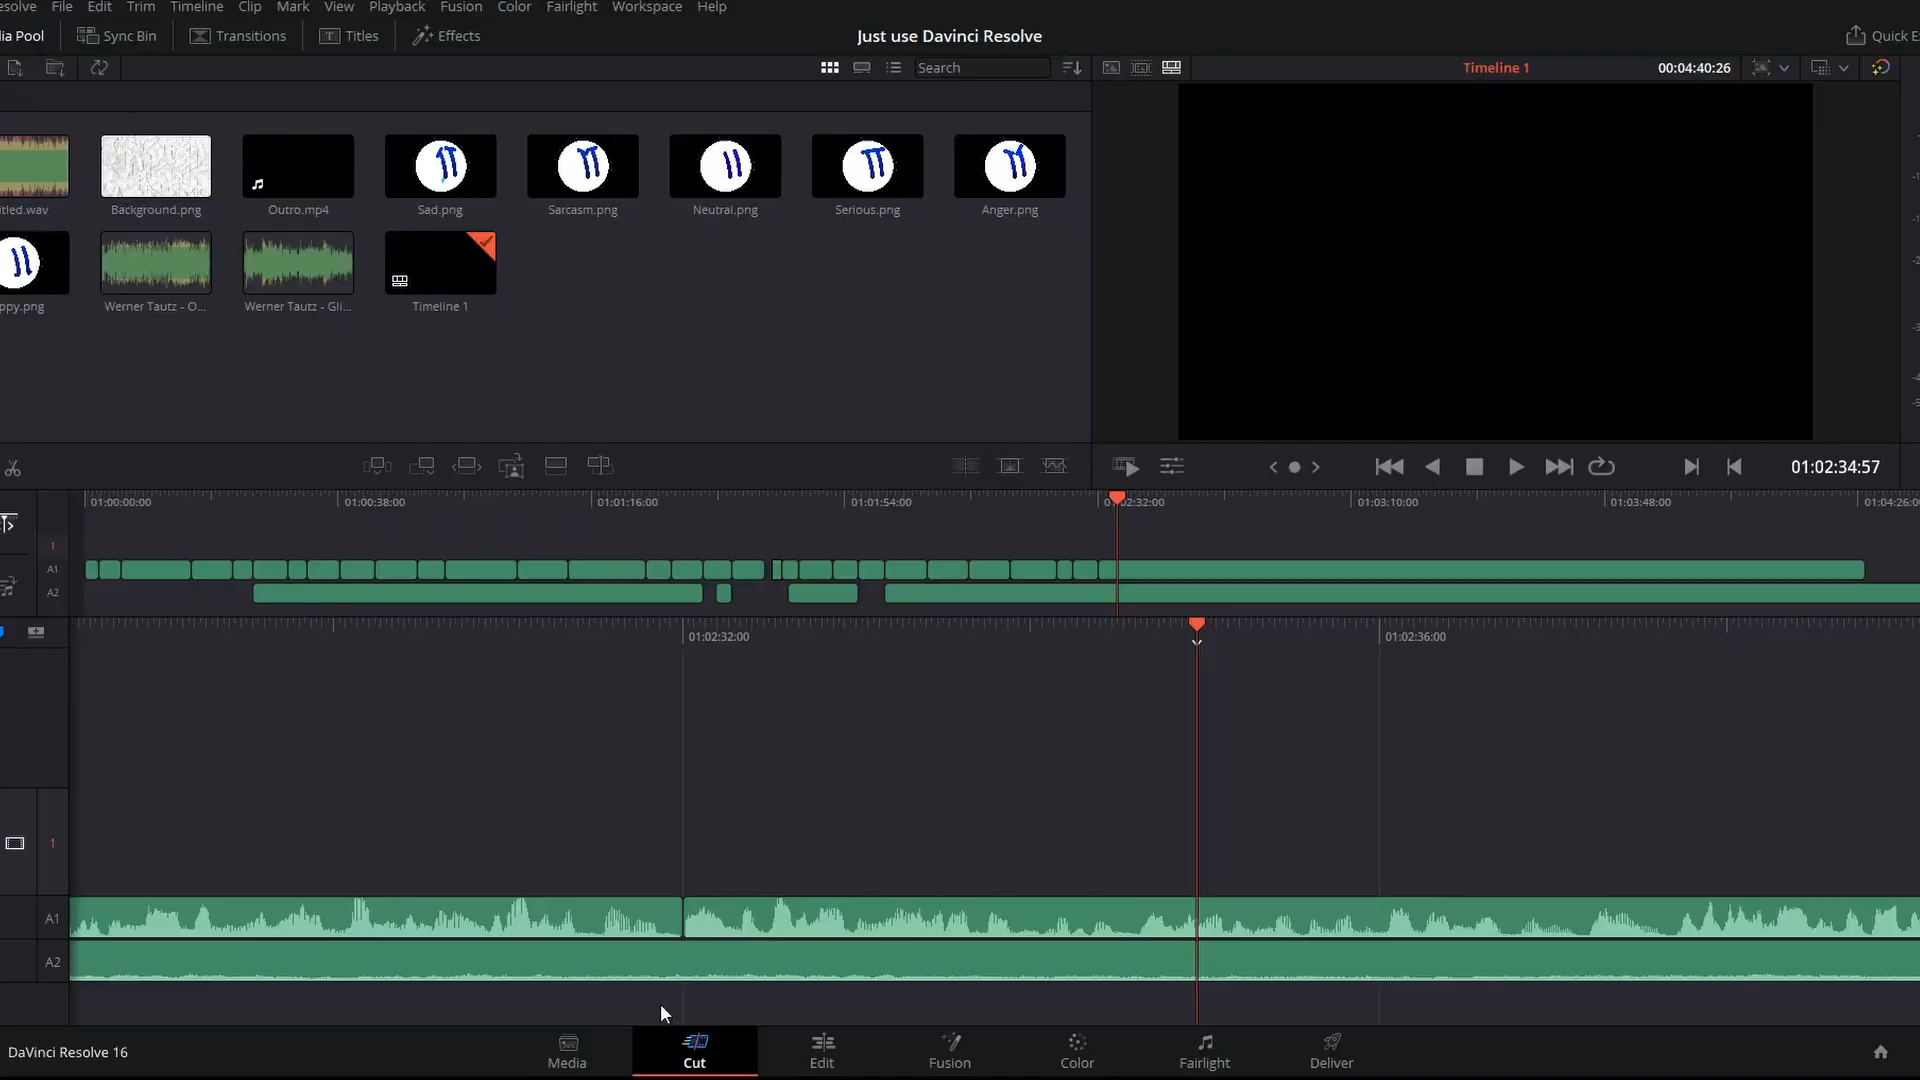 esolve File Edit Trim Timeline Clip Mark View Playback Fusion Color Fairlight Workspace Help
ia Pool Sync Bin Transitions Titles Effects Just use Davinci Resolve Quick E
Search Timeline 1 00:04:40:26
itled.wav Background.png Outro.mp4 Sad.png Sarcasm.png Neutral.png Serious.png Anger.png
ppy.png Werner Tautz - O... Werner Tautz - Gli... Timeline 1
01:02:34:57
01:00:00:00 01:00:38:00 01:01:16:00 01:01:54:00 01:02:32:00 01:03:10:00 01:03:48:00 01:04:26:00
1
A1
A2
01:02:32:00 01:02:36:00
1
A1
A2
DaVinci Resolve 16 Media Cut Edit Fusion Color Fairlight Deliver